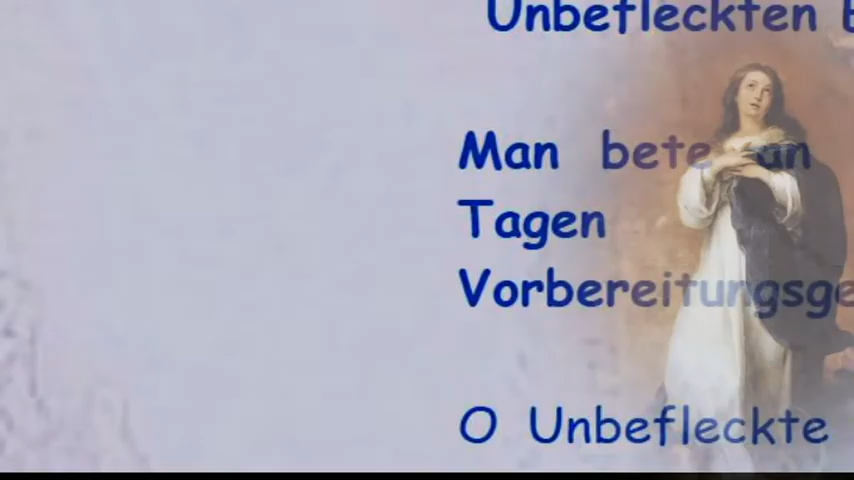 Unbefleckten E
Man bete an
Tagen
Vorbereitungsge
O Unbefleckte